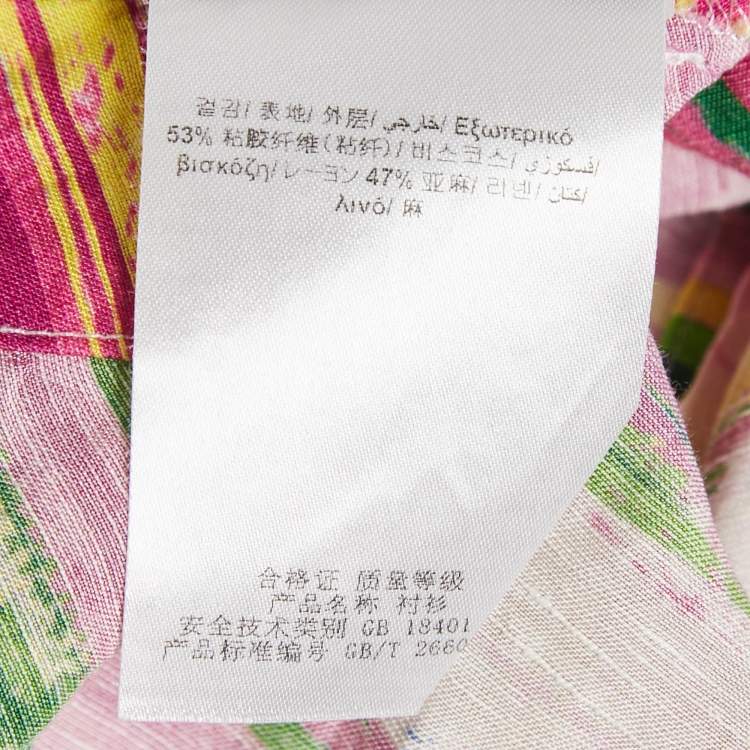 겉감/ 表地/ 外层/ خارجي/ Εξωτερικό
53% 粘胶纤维(粘纤)/ 비스코스/ فسكوزي/
βισκόζη/ レーヨン 47% 亚麻/ 리넨/ كتان/
λινό/ 麻
合格证 质量等级
产品名称 衬衫
安全技术类别 GB 18401
产品标准编号 GB/T 2660